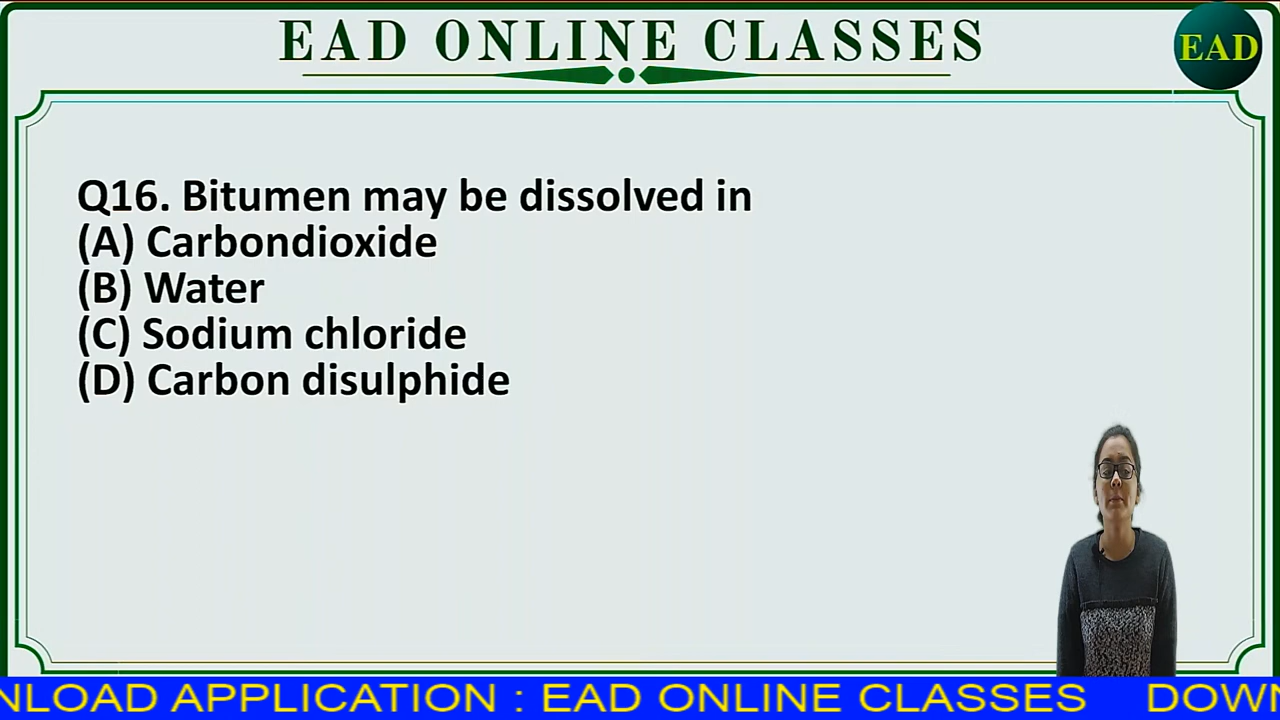 EAD ONLINE CLASSES
EAD
Q16. Bitumen may be dissolved in
(A) Carbondioxide
(B) Water
(C) Sodium chloride
(D) Carbon disulphide
NLOAD APPLICATION : EAD ONLINE CLASSES DOWN